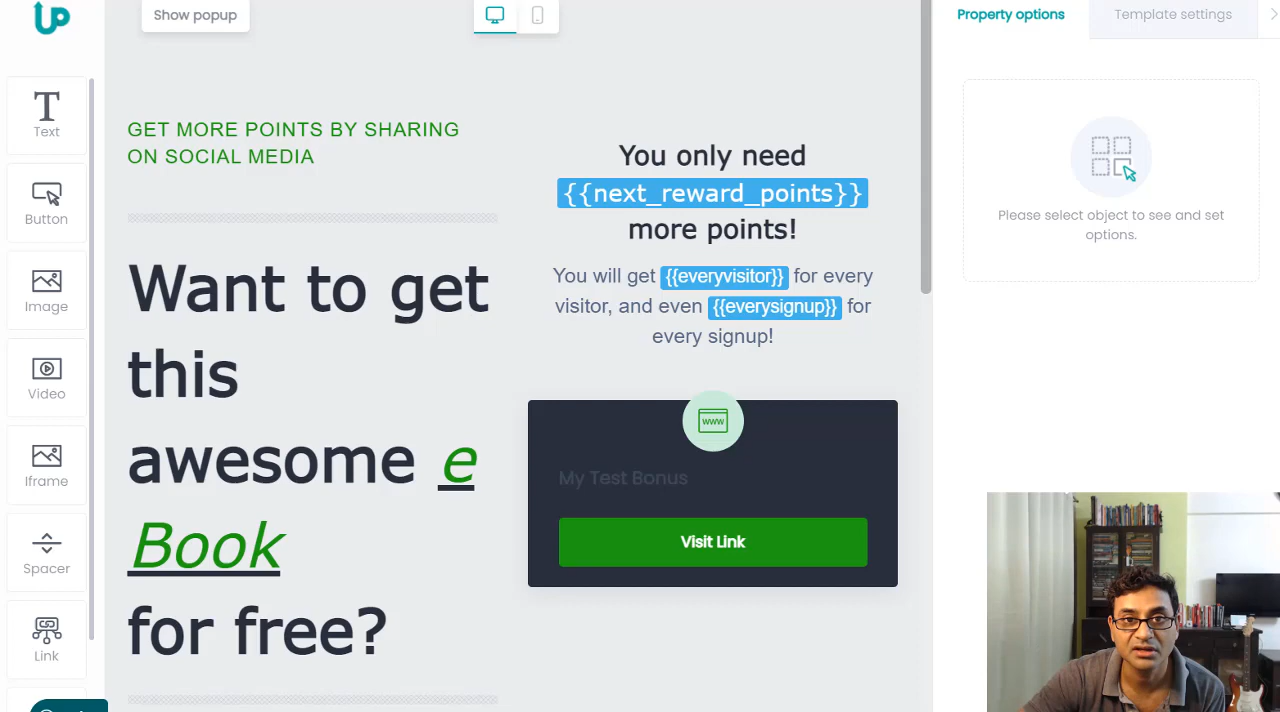 UP
Show popup
Property options
Template settings
Text
Button
Image
Video
Iframe
Spacer
Link
GET MORE POINTS BY SHARING
ON SOCIAL MEDIA
Want to get
this
awesome e
Book
for free?
You only need
{{next_reward_points}}
more points!
You will get {{everyvisitor}} for every
visitor, and even {{everysignup}} for
every signup!
www
My Test Bonus
Visit Link
Please select object to see and set
options.